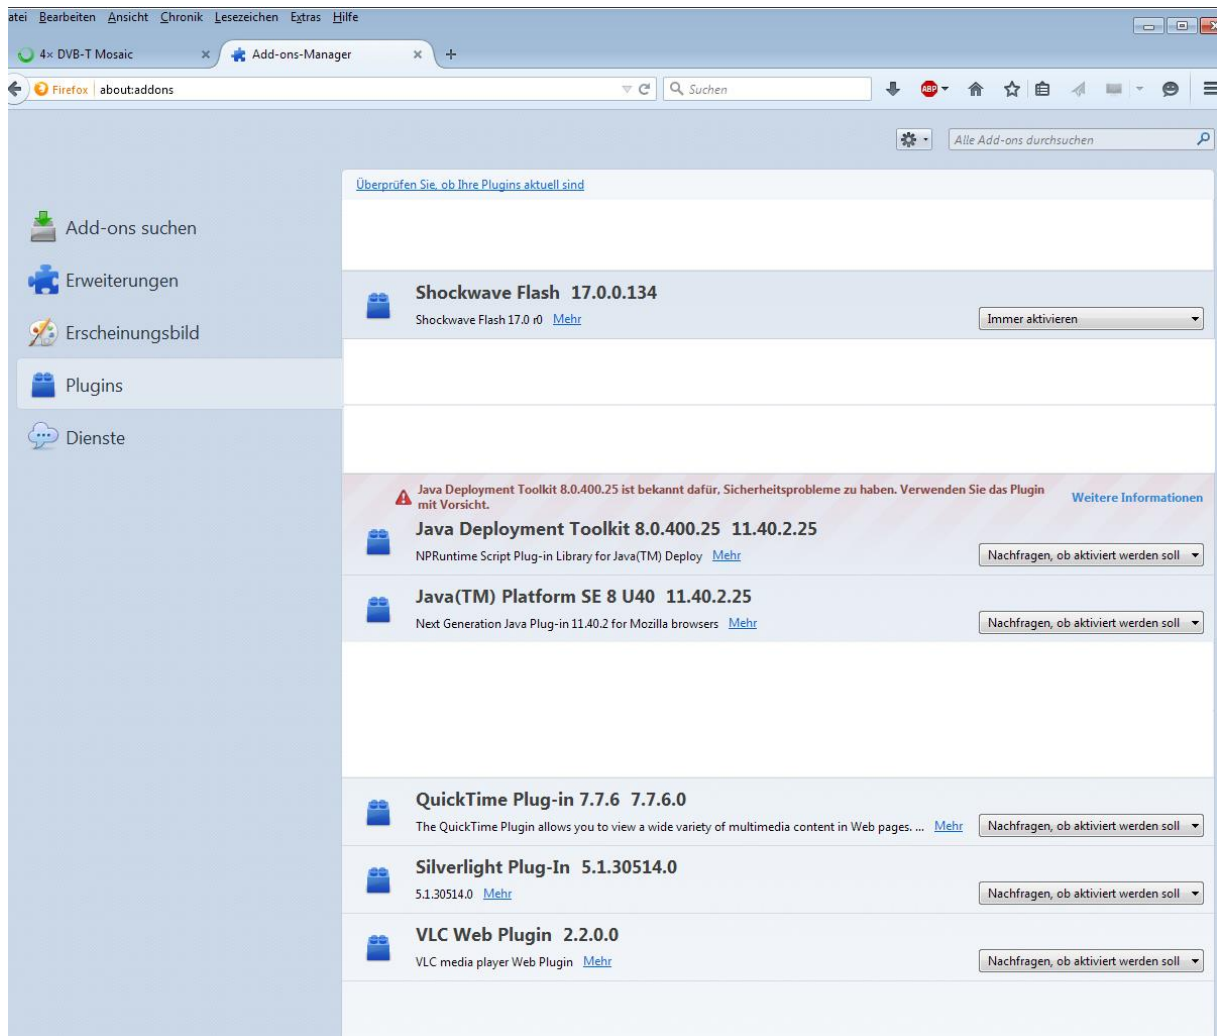 atei Bearbeiten Ansicht Chronik Lesezeichen Extras Hilfe
4× DVB-T Mosaic
Add-ons-Manager
Firefox about:addons
Suchen
ABP
Alle Add-ons durchsuchen
Überprüfen Sie, ob Ihre Plugins aktuell sind
Add-ons suchen
Erweiterungen
Erscheinungsbild
Plugins
Dienste
Shockwave Flash 17.0.0.134
Shockwave Flash 17.0 r0 Mehr
Immer aktivieren
Java Deployment Toolkit 8.0.400.25 ist bekannt dafür, Sicherheitsprobleme zu haben. Verwenden Sie das Plugin
mit Vorsicht.
Weitere Informationen
Java Deployment Toolkit 8.0.400.25 11.40.2.25
NPRuntime Script Plug-in Library for Java(TM) Deploy Mehr
Nachfragen, ob aktiviert werden soll
Java(TM) Platform SE 8 U40 11.40.2.25
Next Generation Java Plug-in 11.40.2 for Mozilla browsers Mehr
Nachfragen, ob aktiviert werden soll
QuickTime Plug-in 7.7.6 7.7.6.0
The QuickTime Plugin allows you to view a wide variety of multimedia content in Web pages. ... Mehr
Nachfragen, ob aktiviert werden soll
Silverlight Plug-In 5.1.30514.0
5.1.30514.0 Mehr
Nachfragen, ob aktiviert werden soll
VLC Web Plugin 2.2.0.0
VLC media player Web Plugin Mehr
Nachfragen, ob aktiviert werden soll